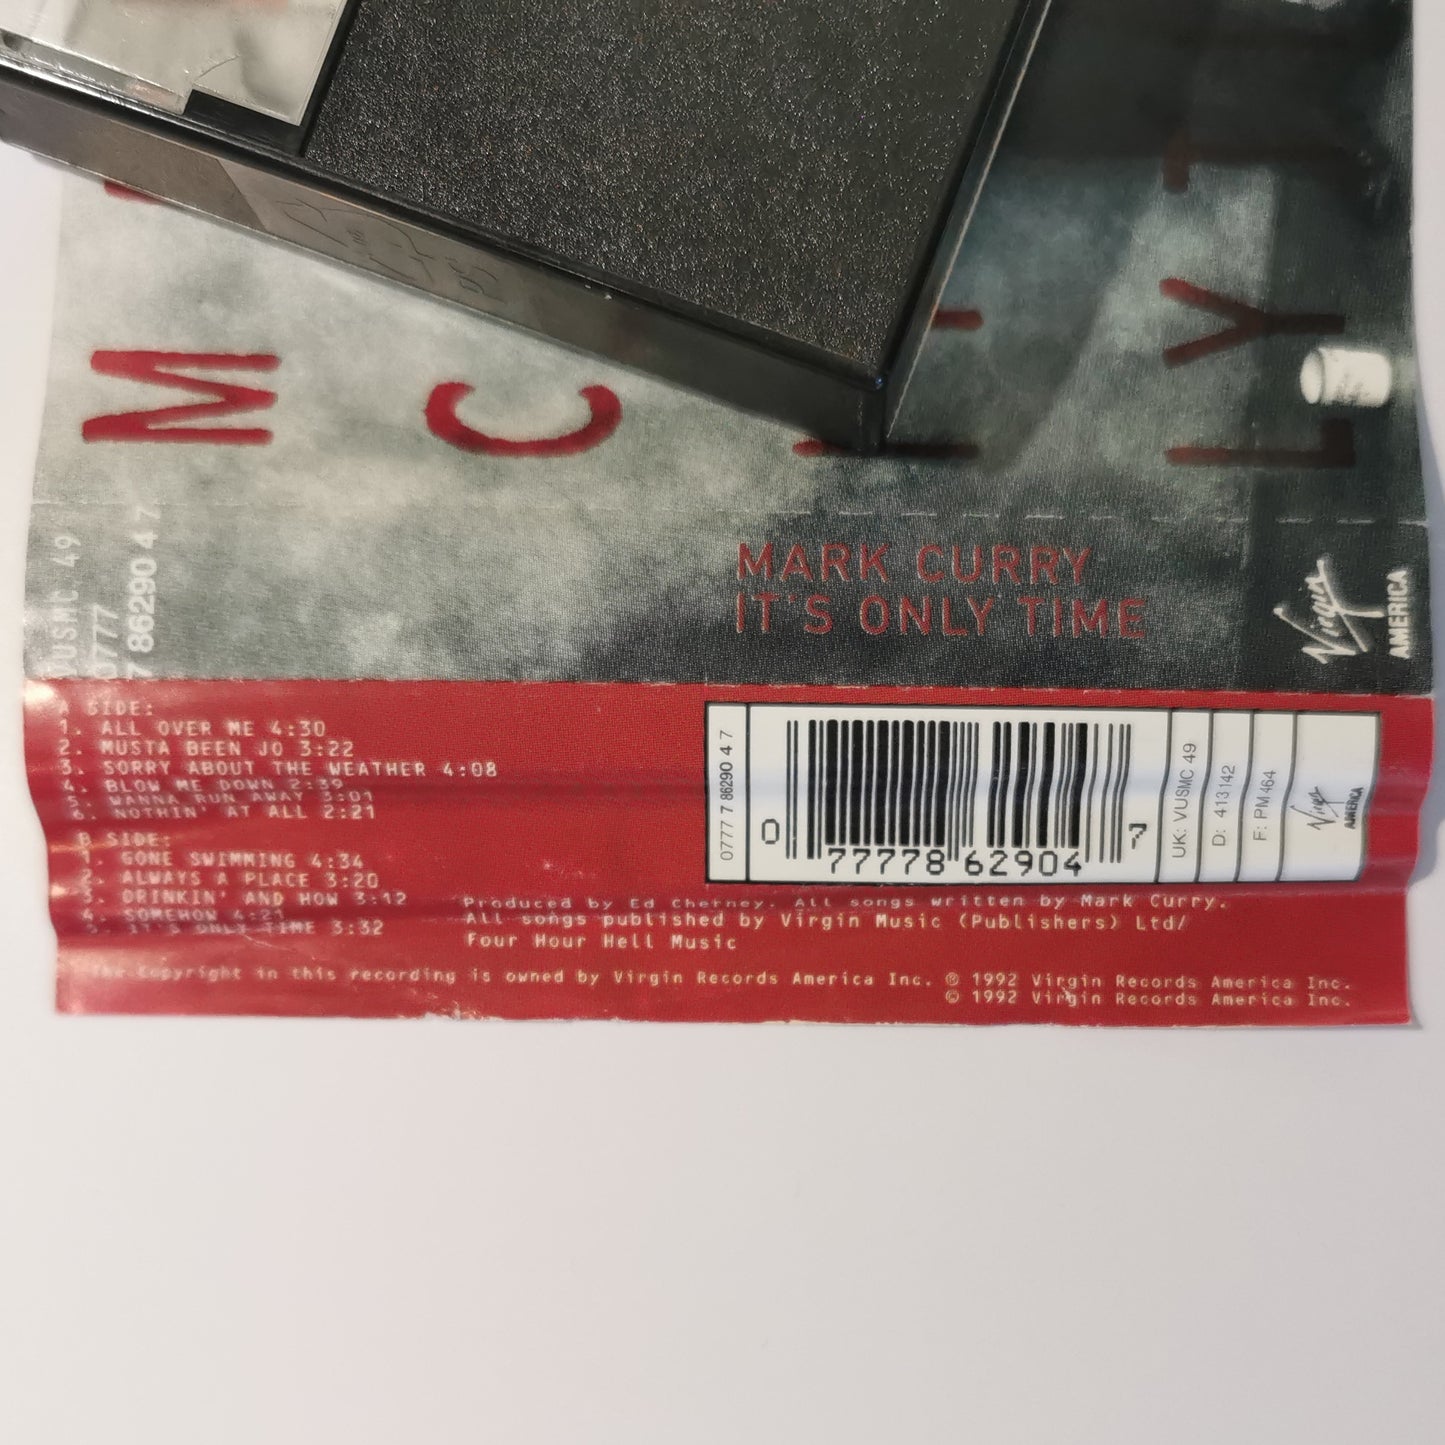 M
C
Y
L
VUSMC 49
0777
7 86290 4 7
MARK CURRY
IT'S ONLY TIME
Virgin
AMERICA
A SIDE:
1. ALL OVER ME 4:30
2. MUSTA BEEN JO 3:22
3. SORRY ABOUT THE WEATHER 4:08
4. BLOW ME DOWN 2:39
5. WANNA RUN AWAY 3:01
6. NOTHIN' AT ALL 2:21
B SIDE:
1. GONE SWIMMING 4:34
2. ALWAYS A PLACE 3:20
3. DRINKIN' AND HOW 3:12
4. SOMEHOW 4:21
5. IT'S ONLY TIME 3:32
0777 7 86290 4 7
0 77778 62904 7
UK: VUSMC 49
D: 413142
F: PM 464
Virgin
AMERICA
Produced by Ed Cherney. All songs written by Mark Curry.
All songs published by Virgin Music (Publishers) Ltd/
Four Hour Hell Music
The copyright in this recording is owned by Virgin Records America Inc. ℗ 1992 Virgin Records America Inc.
© 1992 Virgin Records America Inc.